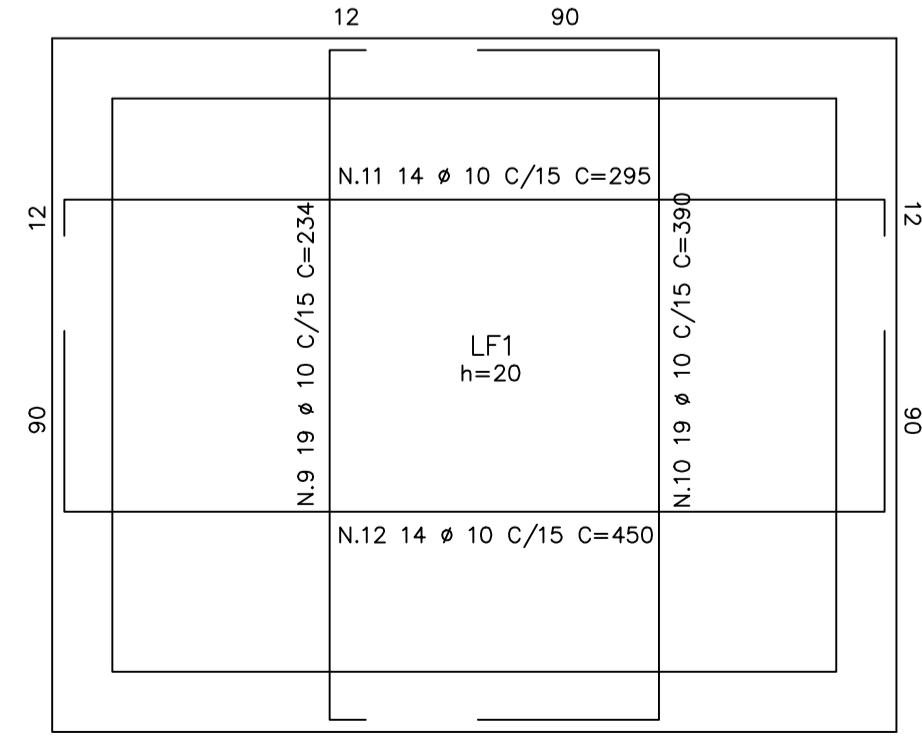 12 90
N.11 14 ø 10 C/15 C=295
12
12
N.9 19 ø 10 C/15 C=234
N.10 19 ø 10 C/15 C=390
LF1
h=20
90
90
N.12 14 ø 10 C/15 C=450